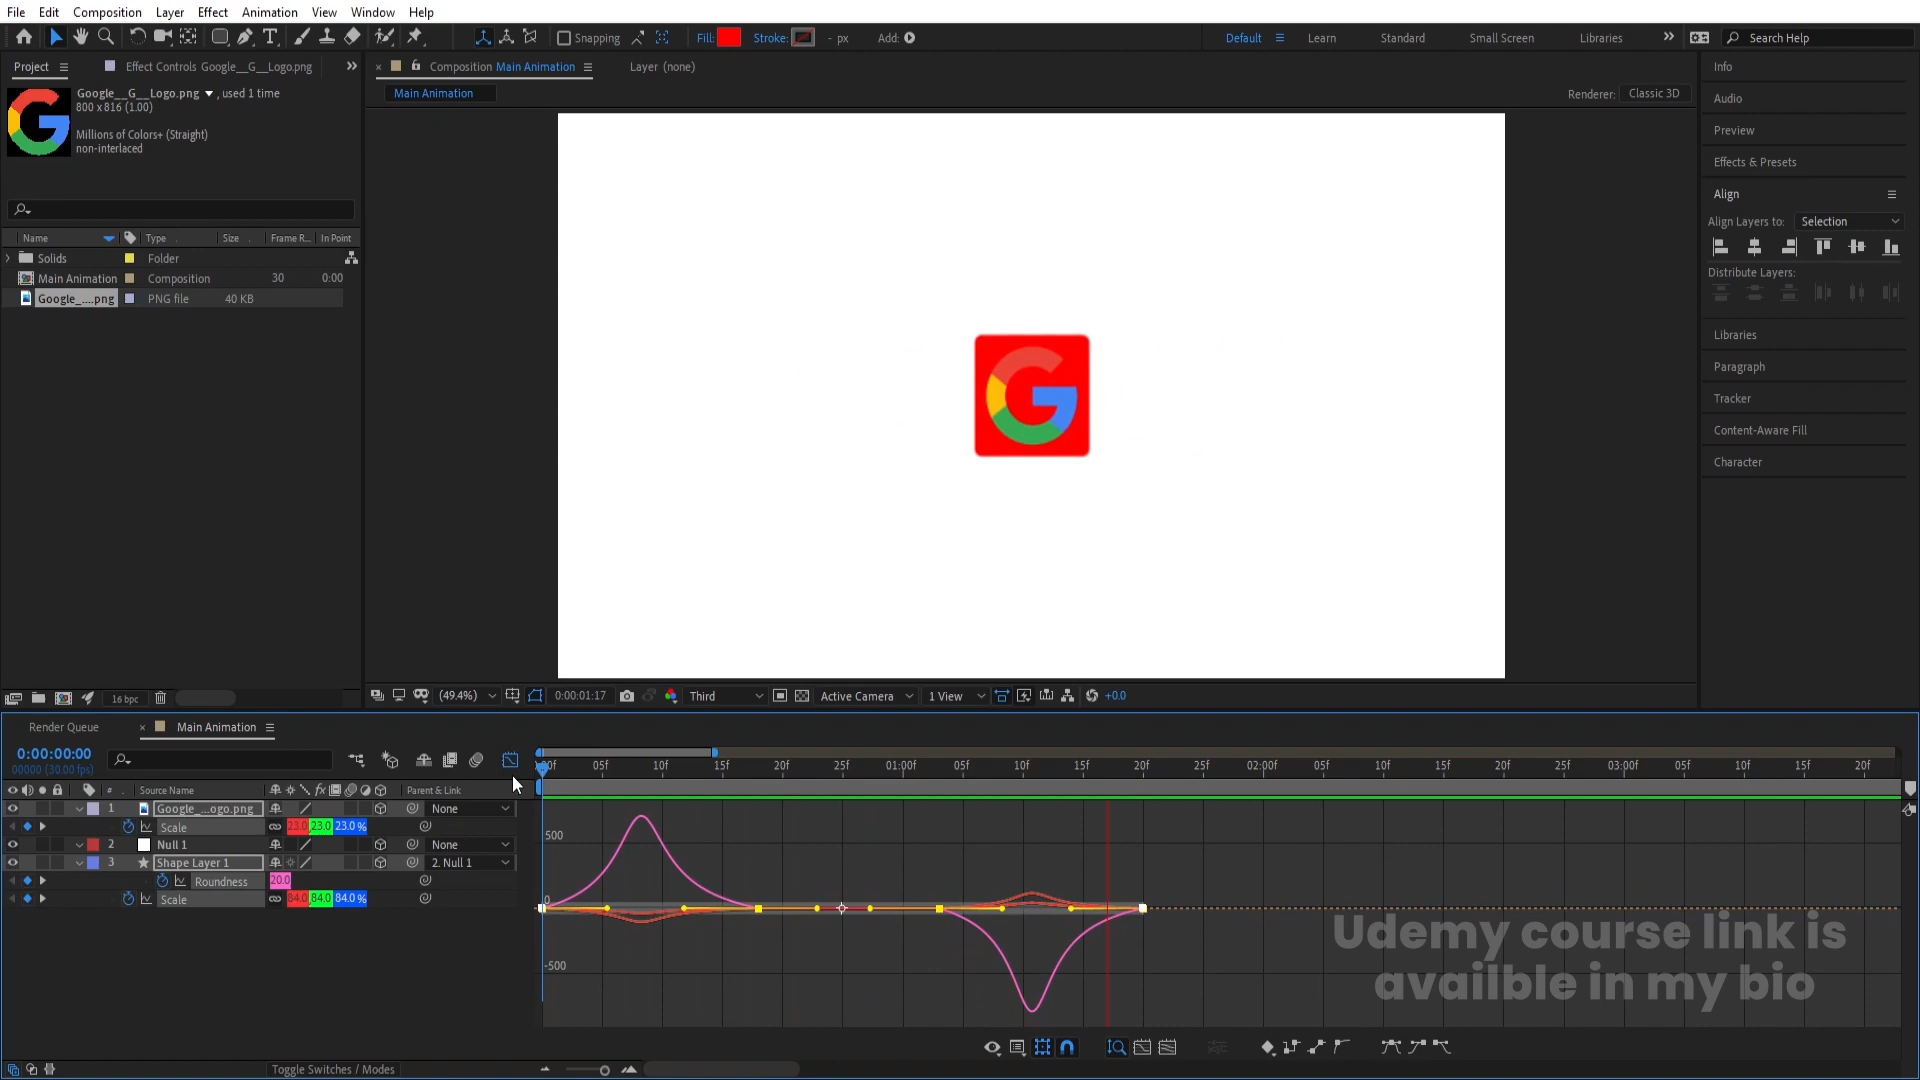 File Edit Composition Layer Effect Animation View Window Help
Snapping Fill: Stroke: - px Add: Default Learn Standard Small Screen Libraries Search Help
Project Effect Controls Google__G__Logo.png Composition Main Animation Layer (none) Info
Google__G__Logo.png , used 1 time
800 x 816 (1.00)
Millions of Colors+ (Straight)
non-interlaced
Main Animation Renderer: Classic 3D
Audio
Preview
Effects & Presets
Align
Align Layers to: Selection
Distribute Layers:
Libraries
Paragraph
Tracker
Content-Aware Fill
Character
Name Type Size Frame R... In Point
Solids Folder
Main Animation Composition 30 0:00
Google_....png PNG file 40 KB
16 bpc (49.4%) 0:00:01:17 Third Active Camera 1 View +0.0
Render Queue Main Animation
0:00:00:00
00000 (30.00 fps)
:00f 05f 10f 15f 20f 25f 01:00f 05f 10f 15f 20f 25f 02:00f 05f 10f 15f 20f 25f 03:00f 05f 10f 15f 20f
# Source Name fx Parent & Link
1 Google_...ogo.png None
Scale 23.0,23.0,23.0 %
2 Null 1 None
3 Shape Layer 1 2. Null 1
Roundness 20.0
Scale 84.0,84.0,84.0 %
500
0
-500
Udemy course link is
availble in my bio
Toggle Switches / Modes